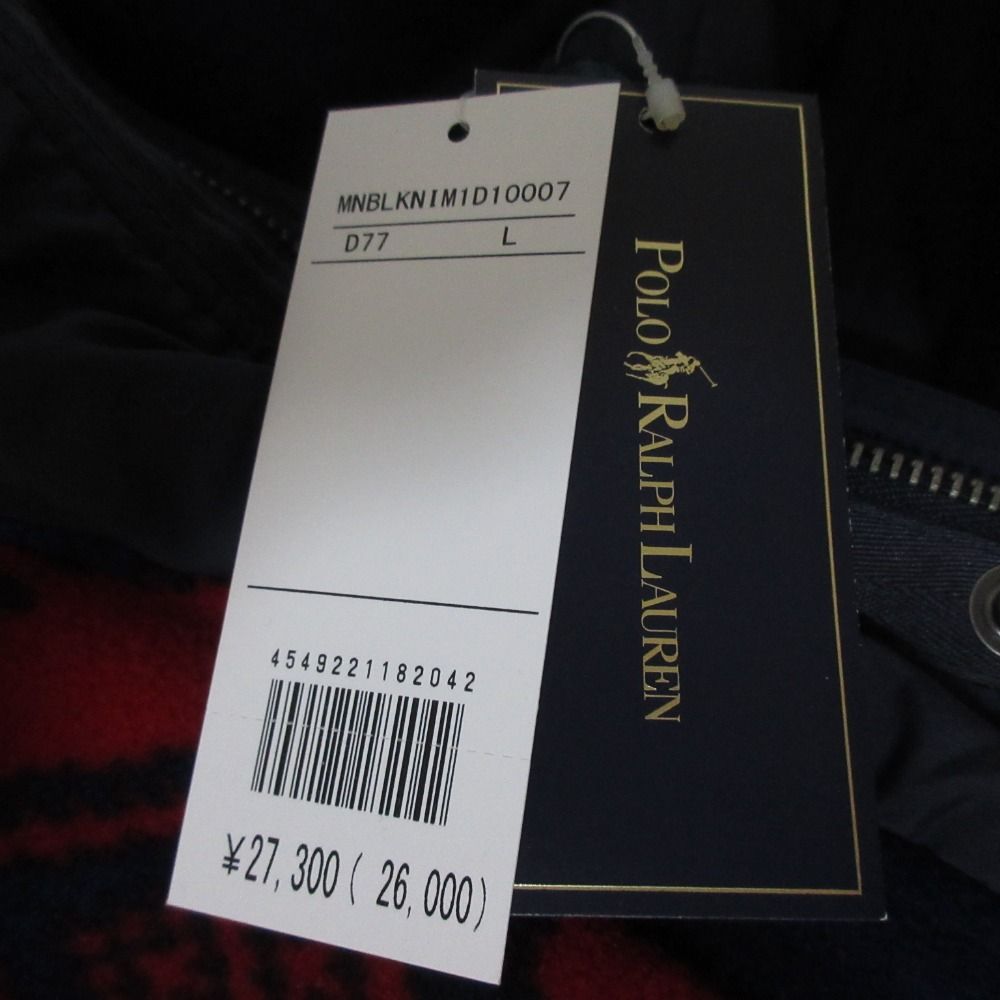 MNBLKNIM1D10007
D77 L
4549221182042
¥27,300( 26,000)
POLO RALPH LAUREN